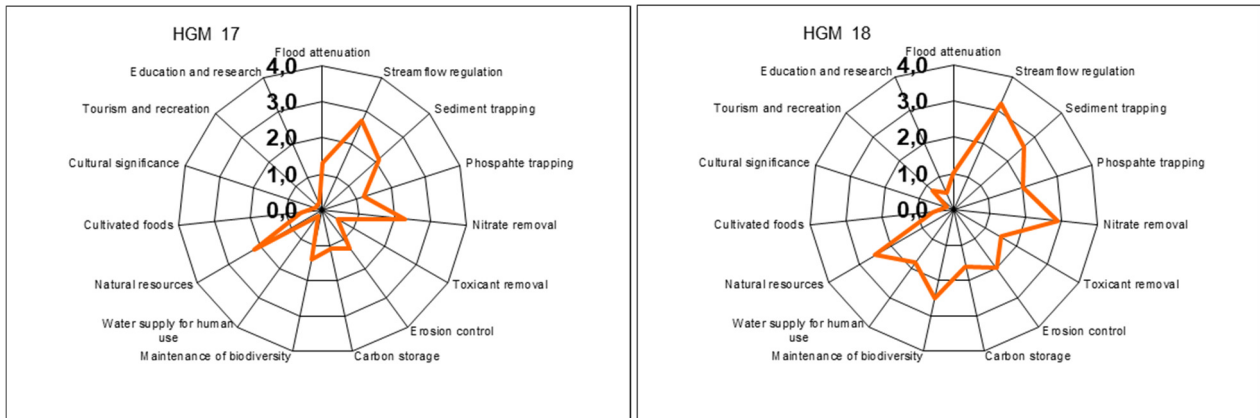 HGM 17
Flood attenuation
Streamflow regulation
Sediment trapping
Phospahte trapping
Nitrate removal
Toxicant removal
Erosion control
Carbon storage
Maintenance of biodiversity
Water supply for human
use
Natural resources
Cultivated foods
Cultural significance
Tourism and recreation
Education and research
4,0
3,0
2,0
1,0
0,0
HGM 18
Flood attenuation
Streamflow regulation
Sediment trapping
Phospahte trapping
Nitrate removal
Toxicant removal
Erosion control
Carbon storage
Maintenance of biodiversity
Water supply for human
use
Natural resources
Cultivated foods
Cultural significance
Tourism and recreation
Education and research
4,0
3,0
2,0
1,0
0,0